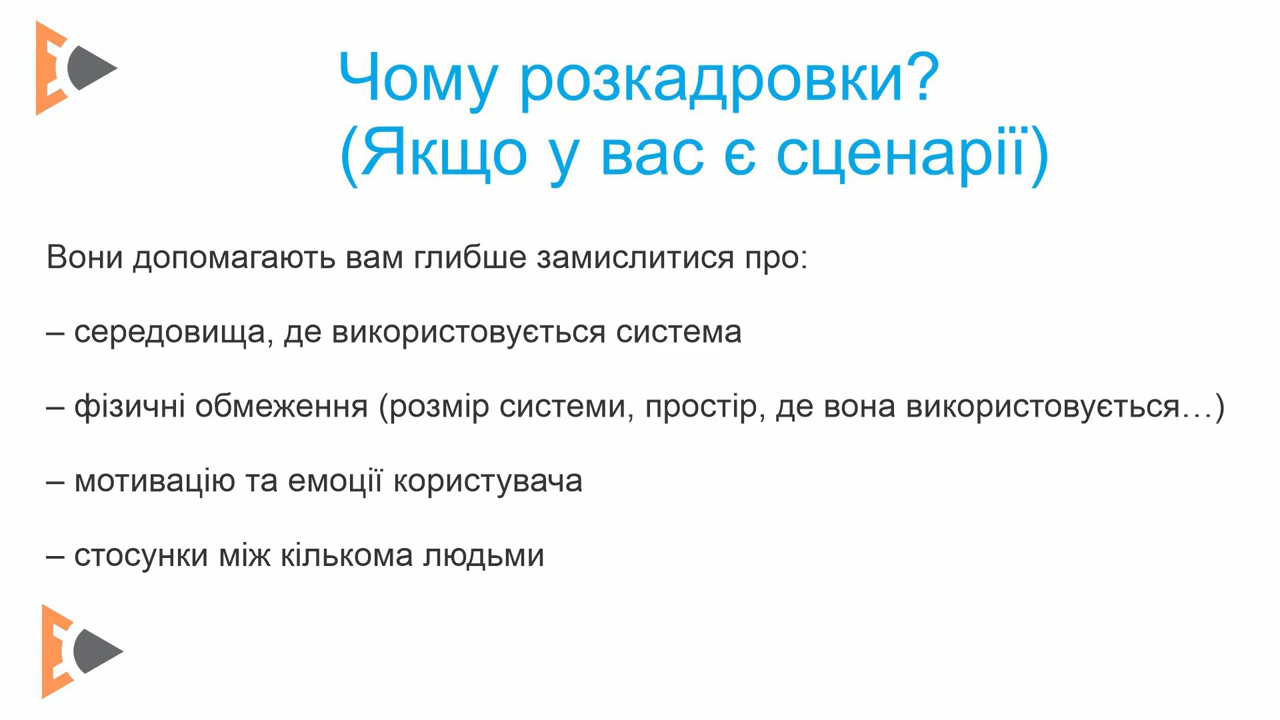 Чому розкадровки?
(Якщо у вас є сценарії)
Вони допомагають вам глибше замислитися про:
– середовища, де використовується система
– фізичні обмеження (розмір системи, простір, де вона використовується…)
– мотивацію та емоції користувача
– стосунки між кількома людьми